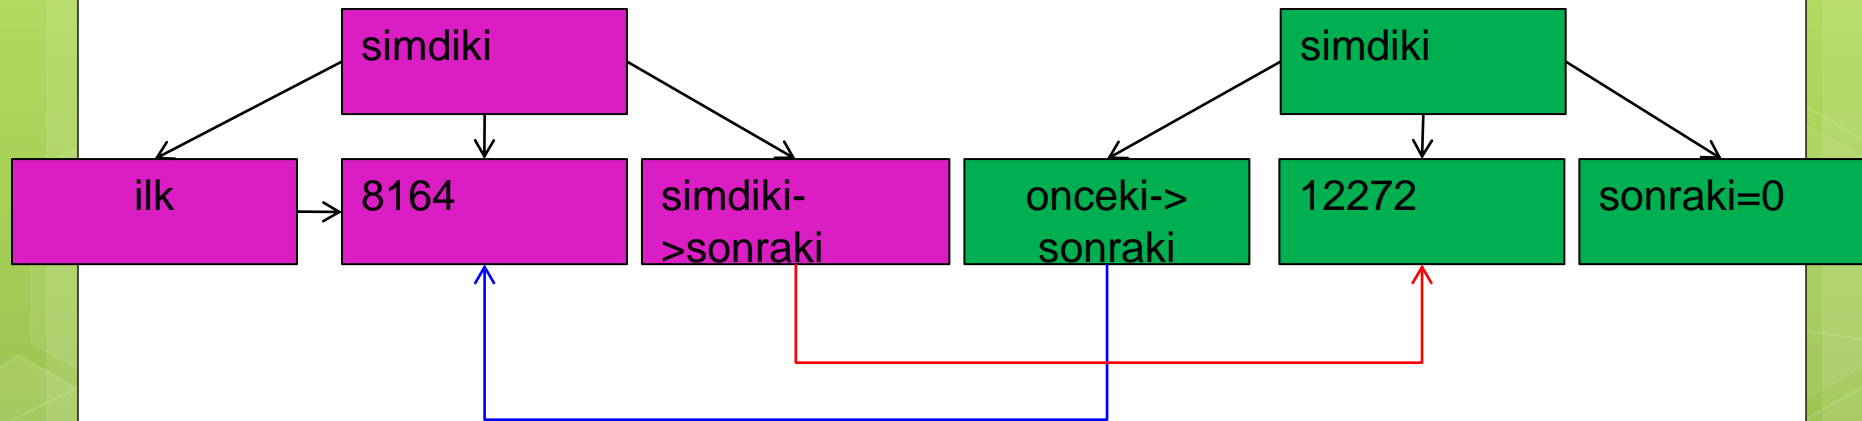 simdiki
simdiki
ilk
8164
simdiki-
>sonraki
onceki->
sonraki
12272
sonraki=0